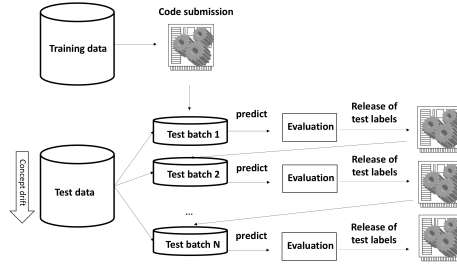 Code submission
Training data
Release of
test labels
predict
Test batch 1
Evaluation
Release of
test labels
predict
Test batch 2
Evaluation
Concept drift
Test data
...
Release of
test labels
predict
Test batch N
Evaluation